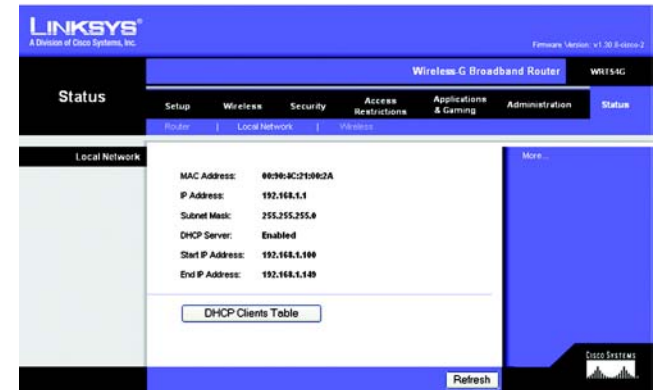 LINKSYS®
A Division of Cisco Systems, Inc.
Firmware Version: v1.30.0-cisco-2
Wireless-G Broadband Router WRT54G
Status
Setup Wireless Security Access Restrictions Applications & Gaming Administration Status
Router | Local Network | Wireless
Local Network
More...
MAC Address: 00:90:4C:21:00:2A
IP Address: 192.168.1.1
Subnet Mask: 255.255.255.0
DHCP Server: Enabled
Start IP Address: 192.168.1.100
End IP Address: 192.168.1.149
DHCP Clients Table
Refresh
CISCO SYSTEMS